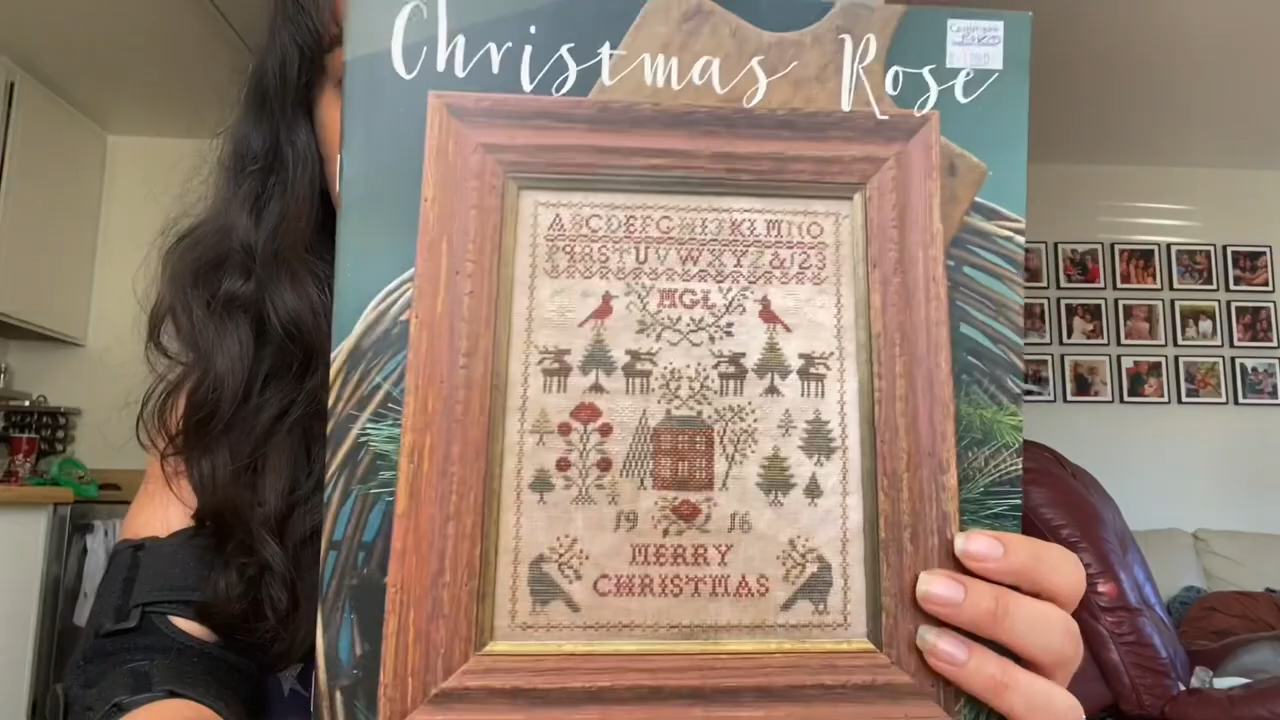 Christmas Rose
ABCDEFGHIJKLMNO
PQRSTUVWXYZ&123
MGL
19 16
MERRY
CHRISTMAS